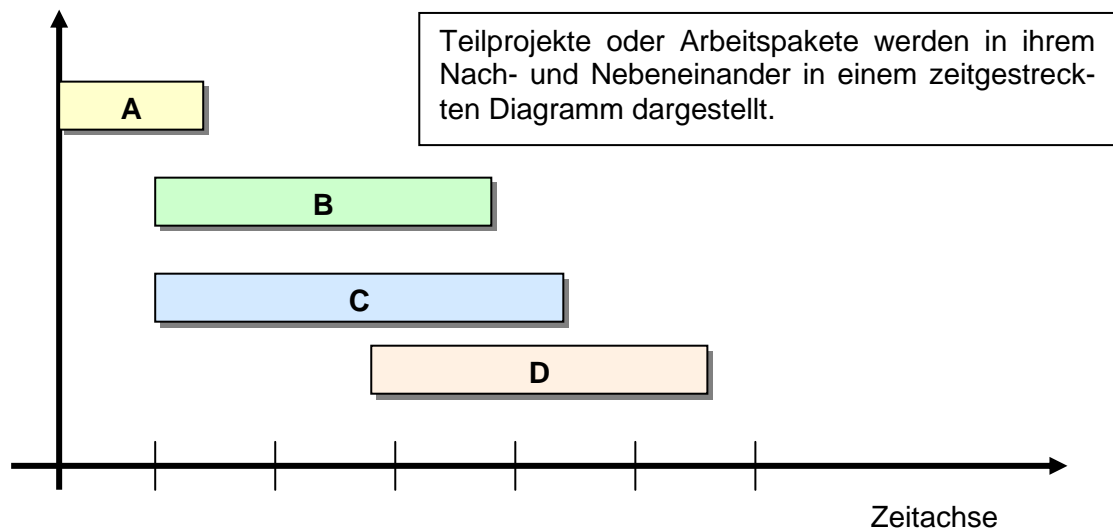 Teilprojekte oder Arbeitspakete werden in ihrem
Nach- und Nebeneinander in einem zeitgestreck-
ten Diagramm dargestellt.
A
B
C
D
Zeitachse